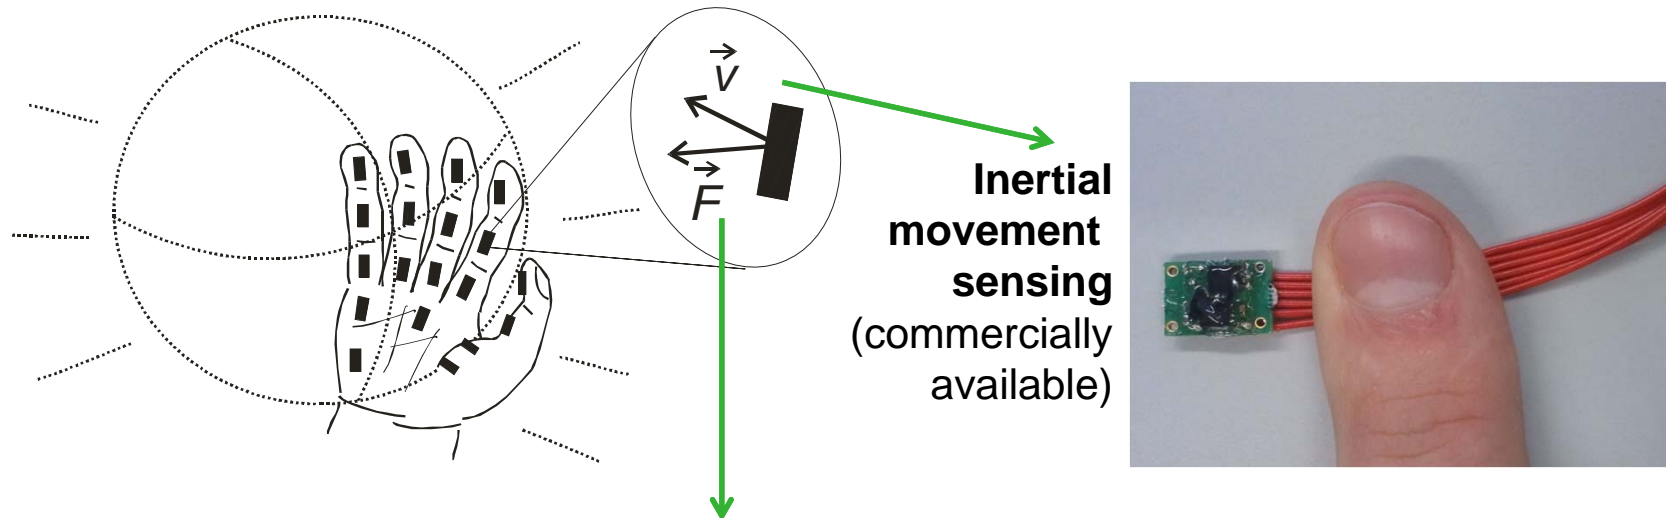 v
F
Inertial
movement
sensing
(commercially
available)